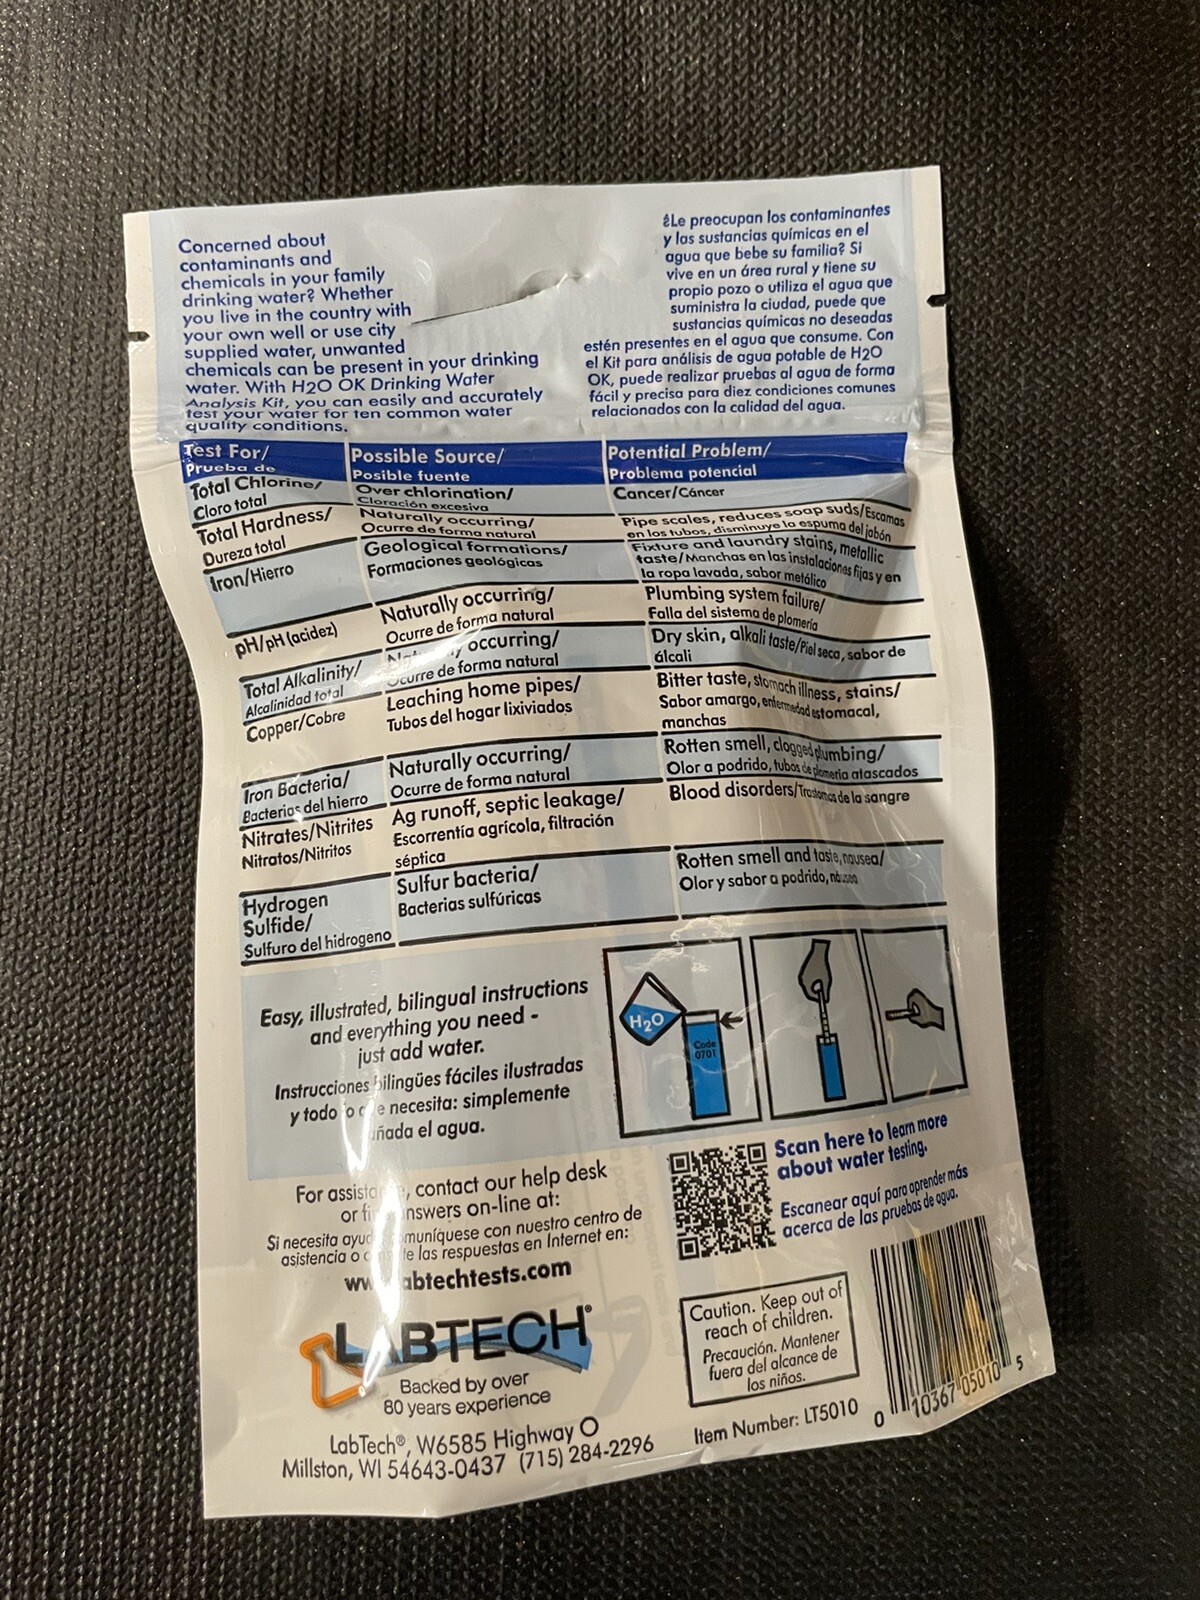 Concerned about
contaminants and
chemicals in your family
drinking water? Whether
you live in the country with
your own well or use city
supplied water, unwanted
chemicals can be present in your drinking
water. With H2O OK Drinking Water
Analysis Kit, you can easily and accurately
test your water for ten common water
quality conditions.
¿Le preocupan los contaminantes
y las sustancias químicas en el
agua que bebe su familia? Si
vive en un área rural y tiene su
propio pozo o utiliza el agua que
suministra la ciudad, puede que
sustancias químicas no deseadas
estén presentes en el agua que consume. Con
el Kit para análisis de agua potable de H2O
OK, puede realizar pruebas al agua de forma
fácil y precisa para diez condiciones comunes
relacionados con la calidad del agua.
Test For/
Prueba de
Possible Source/
Posible fuente
Potential Problem/
Problema potencial
Total Chlorine/
Cloro total
Over chlorination/
Cloración excesiva
Cancer/Cáncer
Total Hardness/
Dureza total
Naturally occurring/
Ocurre de forma natural
Pipe scales, reduces soap suds/Escamas
en los tubos, disminuye la espuma del jabón
Iron/Hierro
Geological formations/
Formaciones geológicas
Fixture and laundry stains, metallic
taste/Manchas en las instalaciones fijas y en
la ropa lavada, sabor metálico
pH/pH (acidez)
Naturally occurring/
Ocurre de forma natural
Plumbing system failure/
Falla del sistema de plomería
Total Alkalinity/
Alcalinidad total
occurring/
Ocurre de forma natural
Dry skin, alkali taste/Piel seca, sabor de
álcali
Copper/Cobre
Leaching home pipes/
Tubos del hogar lixiviados
Bitter taste, stomach illness, stains/
Sabor amargo, enfermedad estomacal,
manchas
Iron Bacteria/
Bacterias del hierro
Naturally occurring/
Ocurre de forma natural
Rotten smell, clogged plumbing/
Olor a podrido, tubos de plomería atascados
Nitrates/Nitrites
Nitratos/Nitritos
Ag runoff, septic leakage/
Escorrentía agrícola, filtración
séptica
Blood disorders/Trastornos de la sangre
Hydrogen
Sulfide/
Sulfuro del hidrogeno
Sulfur bacteria/
Bacterias sulfúricas
Rotten smell and taste, nausea/
Olor y sabor a podrido, náusea
Easy, illustrated, bilingual instructions
and everything you need -
just add water.
Instrucciones bilingües fáciles ilustradas
y todo necesita: simplemente
añada el agua.
H2O
Code
0701
For , contact our help desk
or answers on-line at:
Si necesita comuníquese con nuestro centro de
asistencia o las respuestas en Internet en:
abtechtests.com
Scan here to learn more
about water testing.
Escanear aquí para aprender más
acerca de las pruebas de agua.
LABTECH®
Backed by over
80 years experience
LabTech®, W6585 Highway O
Millston, WI 54643-0437 (715) 284-2296
Caution. Keep out of
reach of children.
Precaución. Mantener
fuera del alcance de
los niños.
Item Number: LT5010
0 10367 05010 5